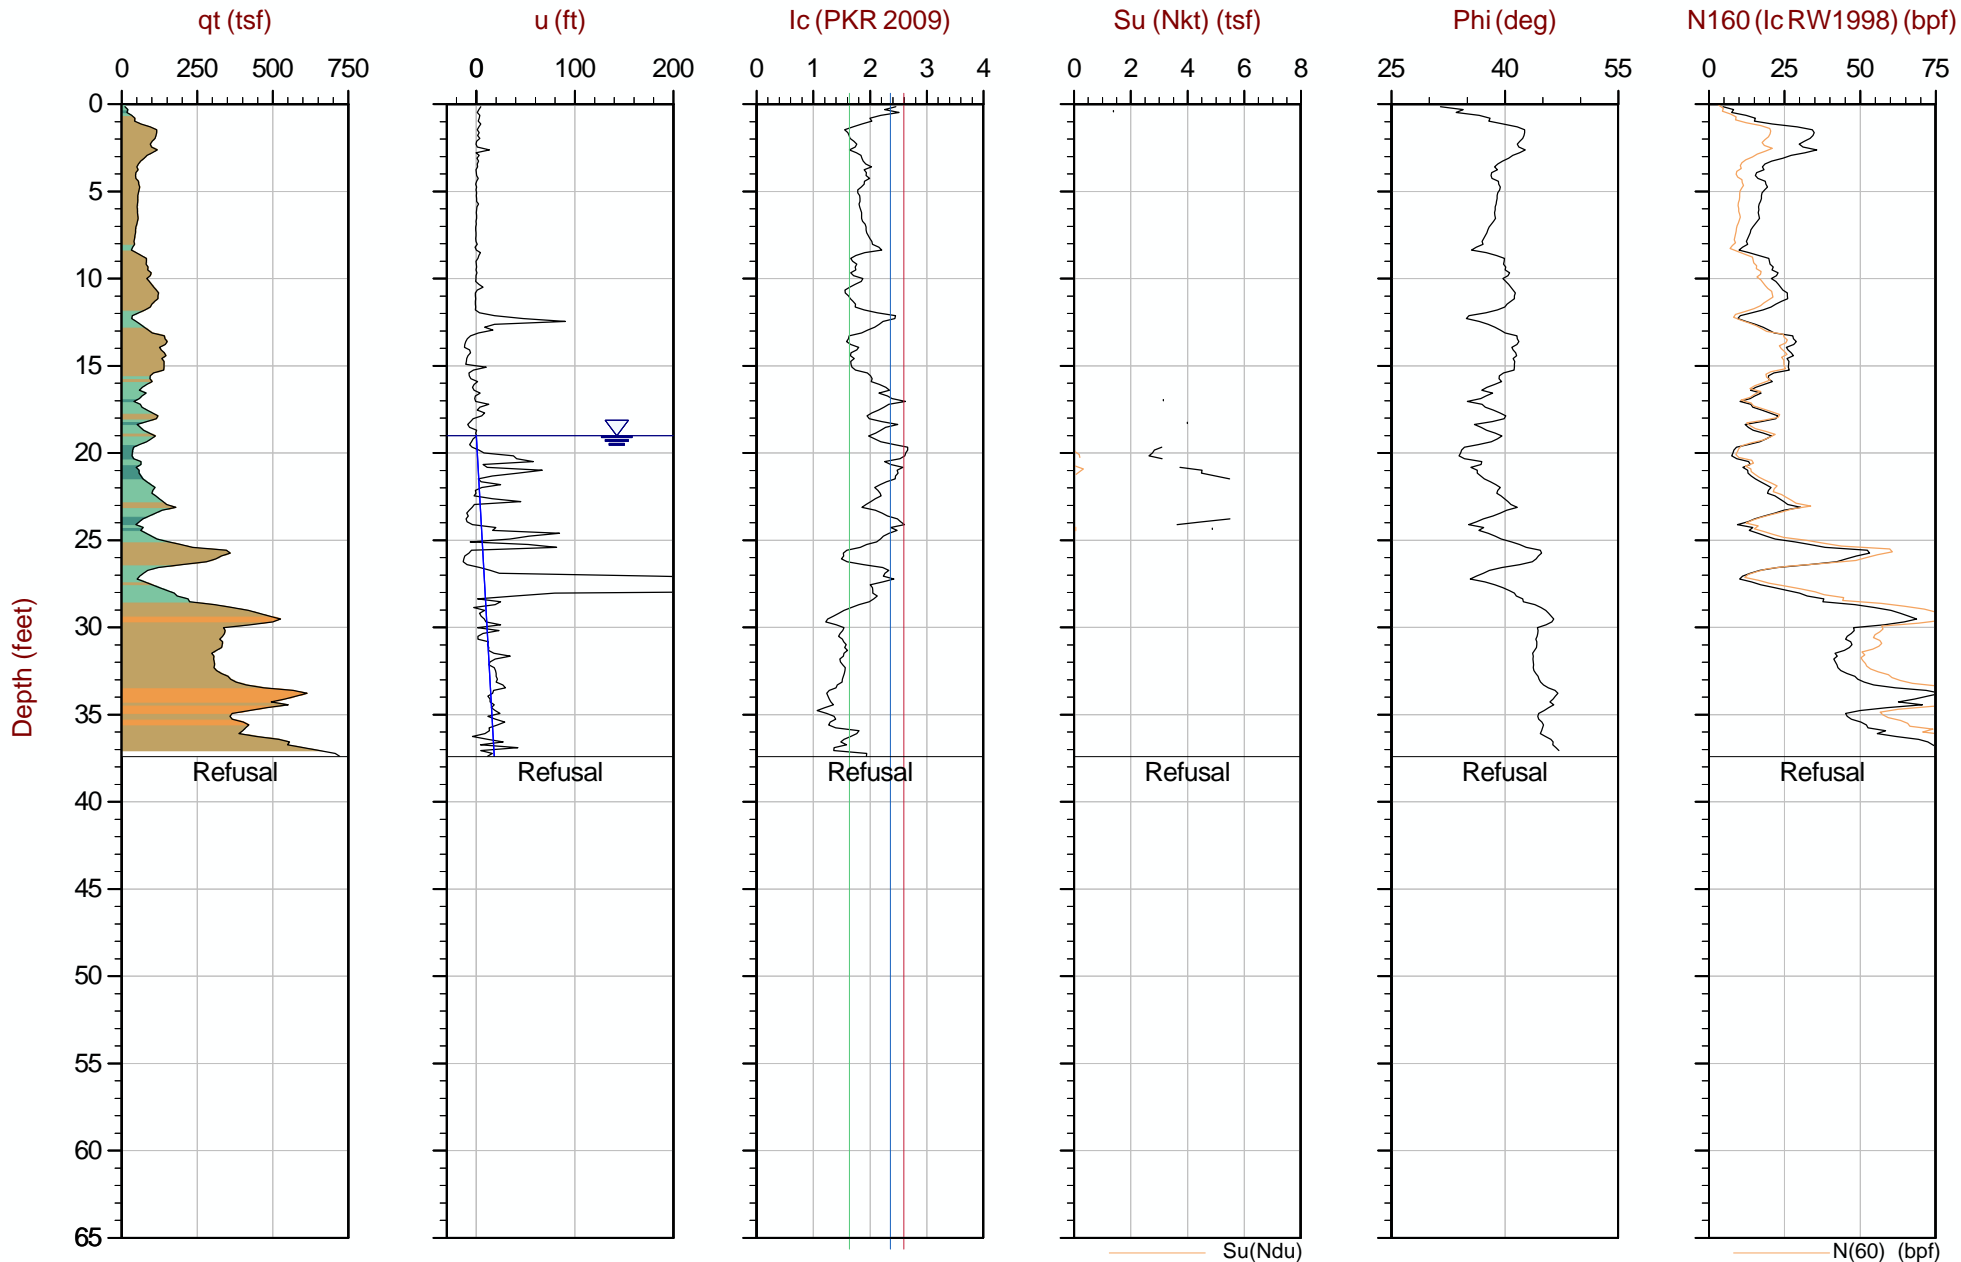 qt (tsf) u (ft) Ic (PKR 2009) Su (Nkt) (tsf) Phi (deg) N160 (Ic RW1998) (bpf)
0 250 500 750 0 100 200 0 1 2 3 4 0 2 4 6 8 25 40 55 0 25 50 75
0
5
10
15
20
25
30
35
Refusal Refusal Refusal Refusal Refusal Refusal
40
45
50
55
60
65
Depth (feet)
Su(Ndu) N(60) (bpf)